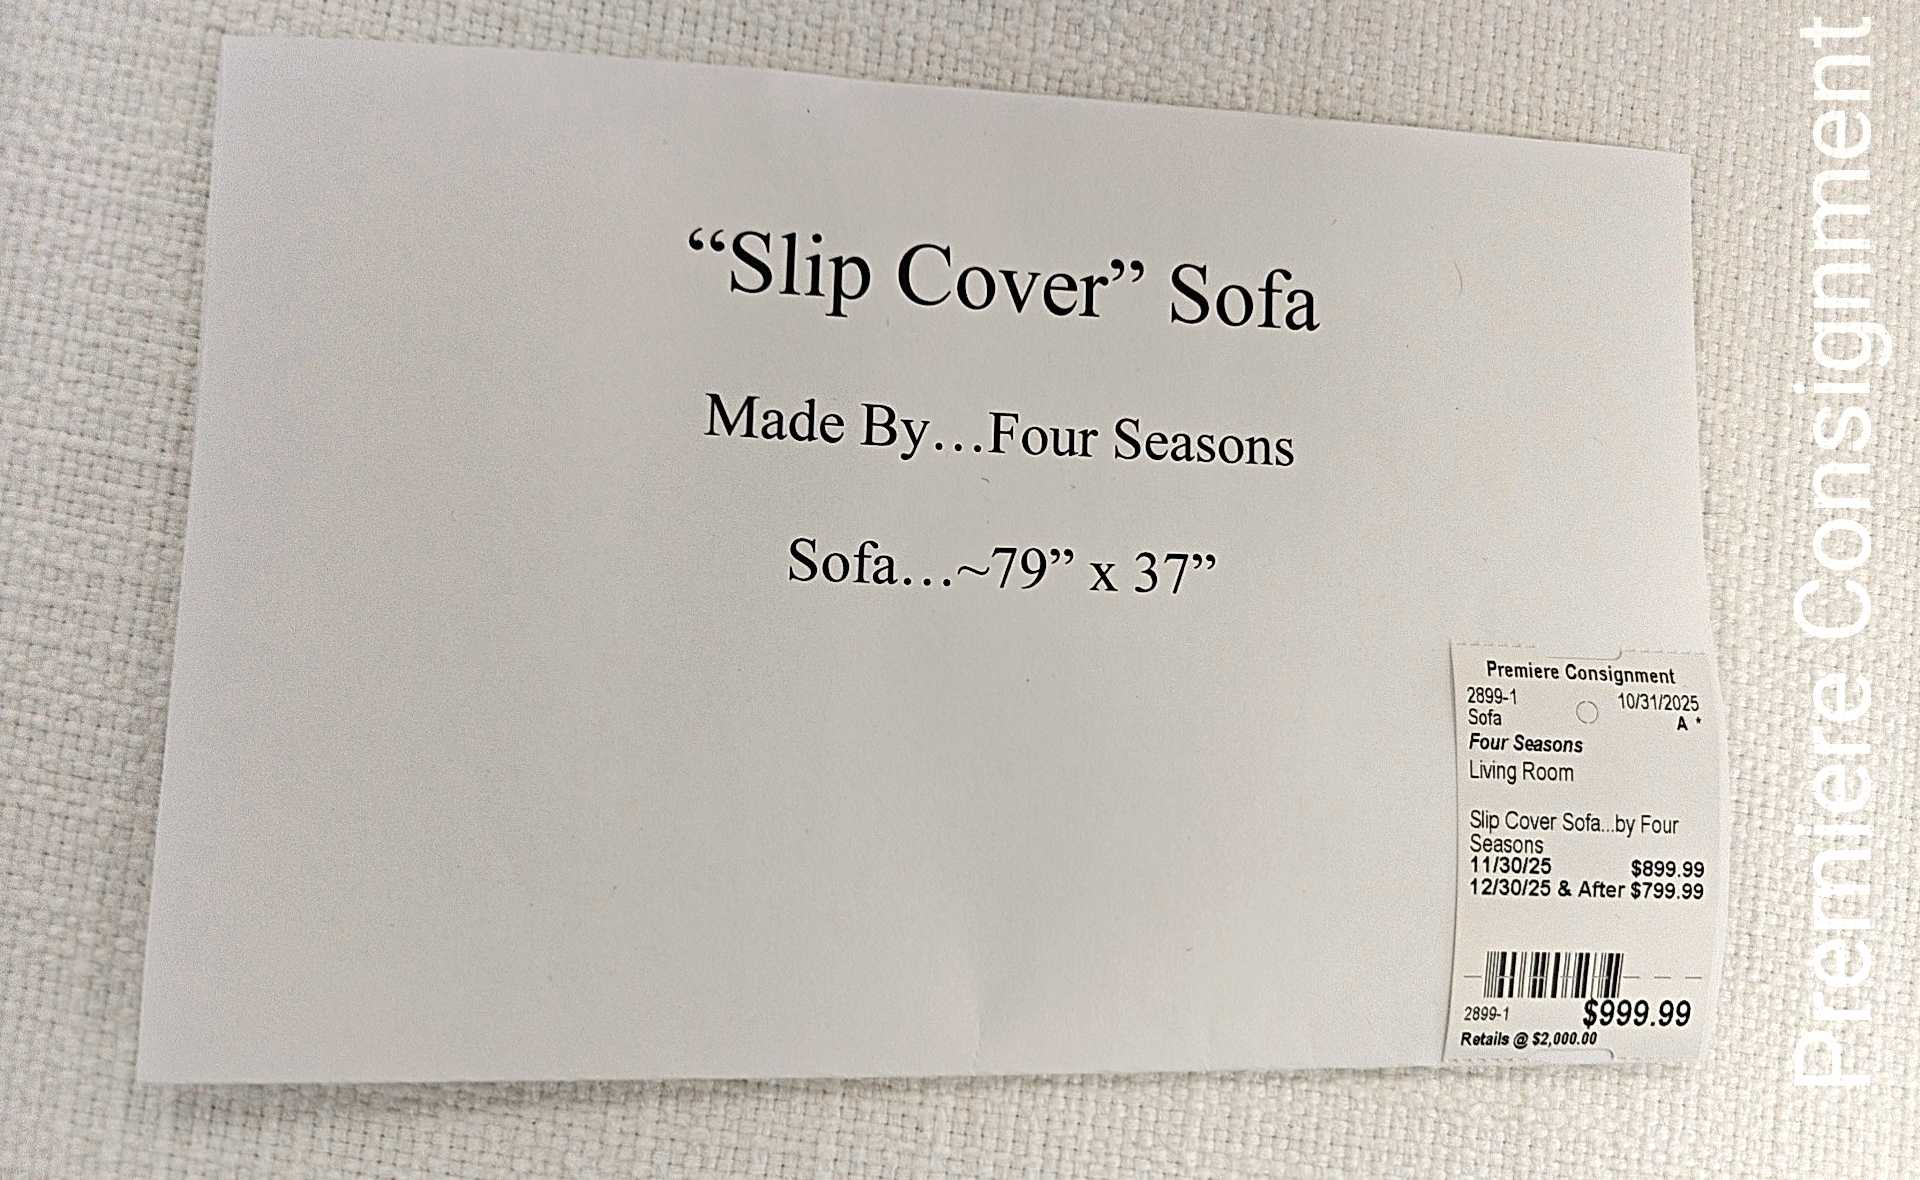 “Slip Cover” Sofa
Made By...Four Seasons
Sofa...~79” x 37”
Premiere Consignment
2899-1 10/31/2025
Sofa A *
Four Seasons
Living Room
Slip Cover Sofa...by Four
Seasons
11/30/25 $899.99
12/30/25 & After $799.99
2899-1 $999.99
Retails @ $2,000.00
Premiere Consignment